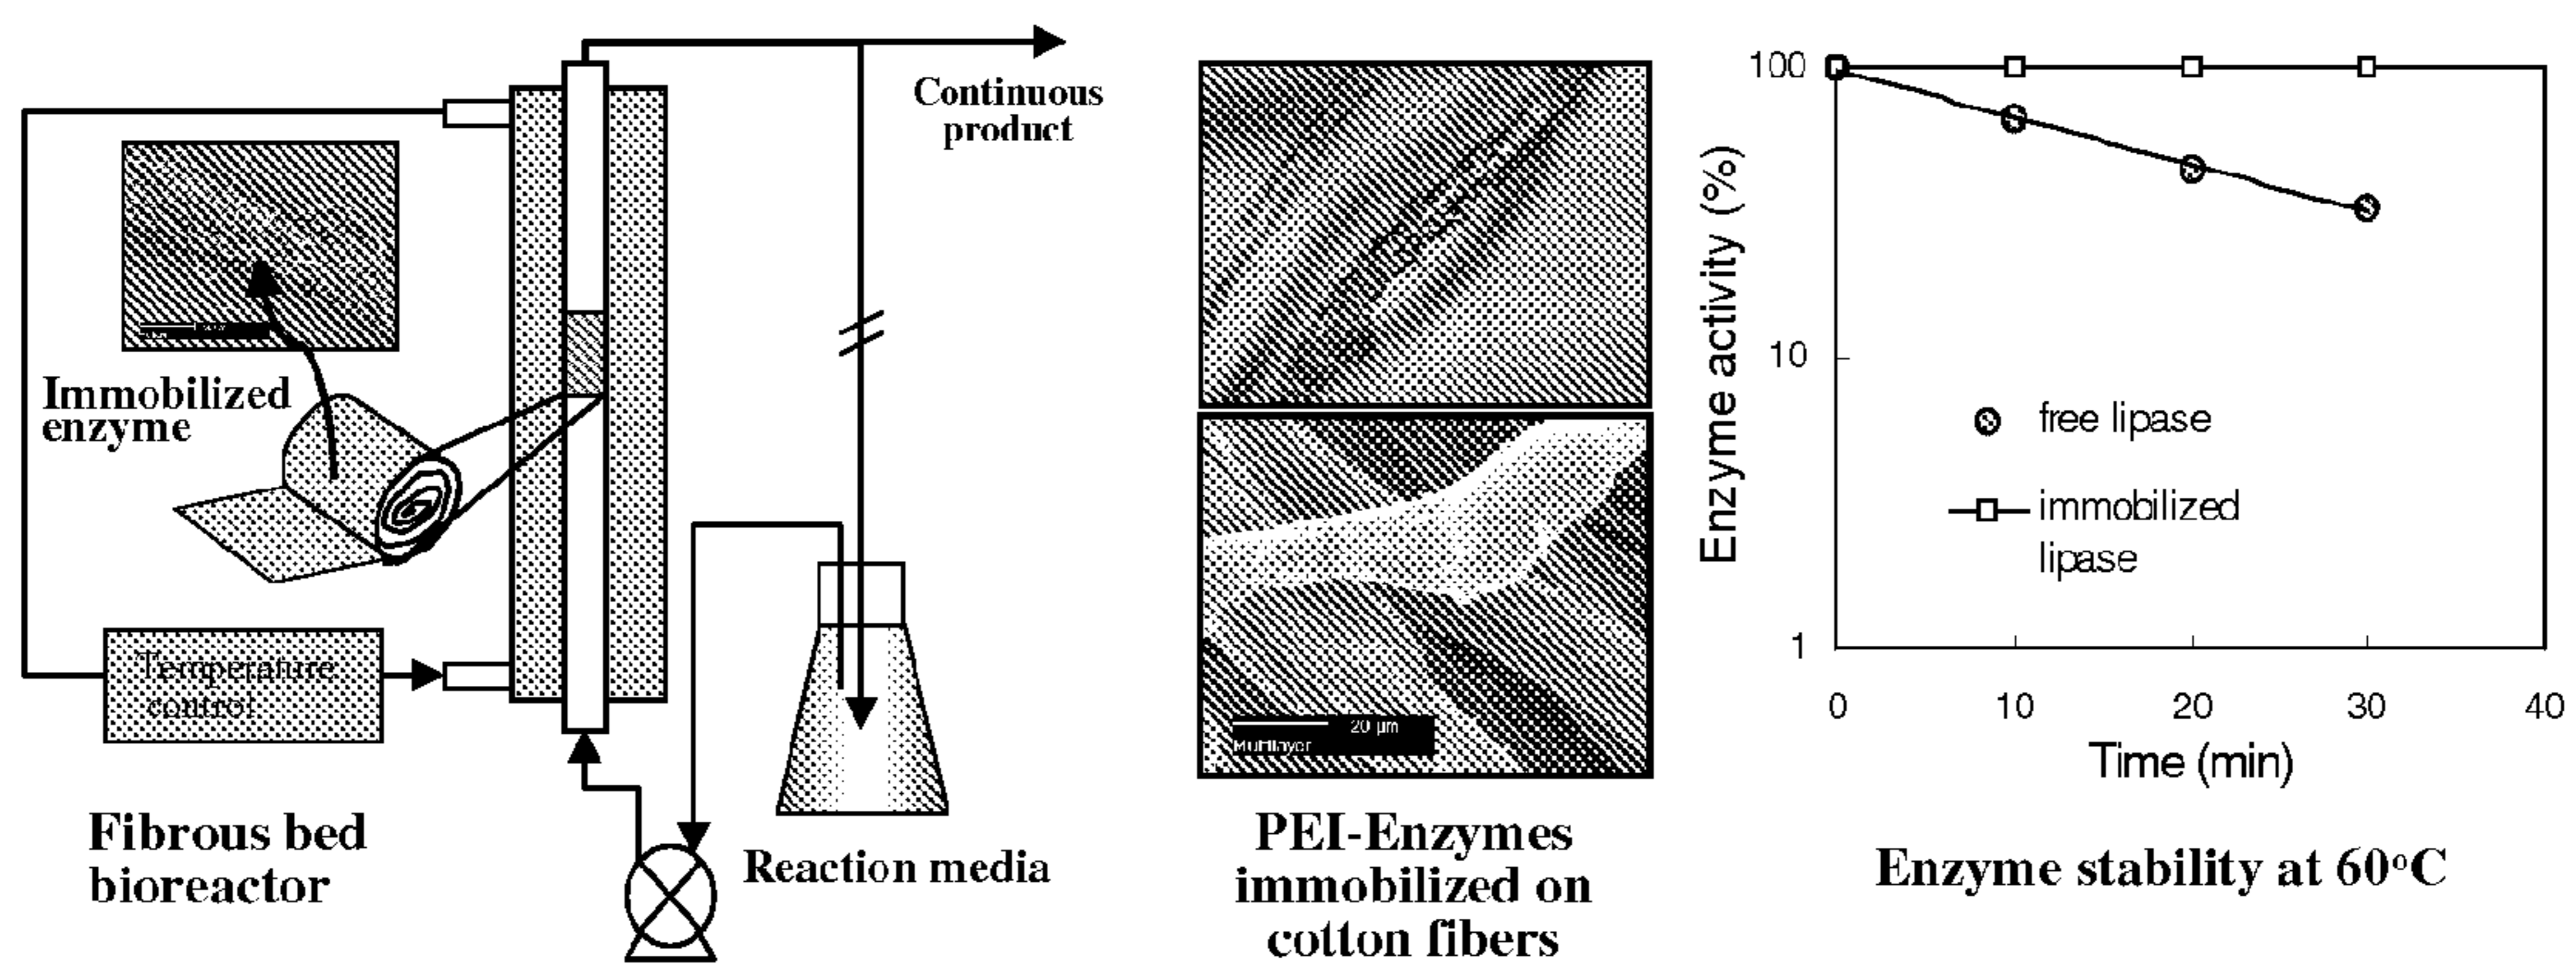 Continuous
product
Immobilized
enzyme
Temperature
control
Fibrous bed
bioreactor
Reaction media
20 µm
Multilayer
PEI-Enzymes
immobilized on
cotton fibers
Enzyme activity (%)
100
10
1
free lipase
immobilized
lipase
0 10 20 30 40
Time (min)
Enzyme stability at 60°C